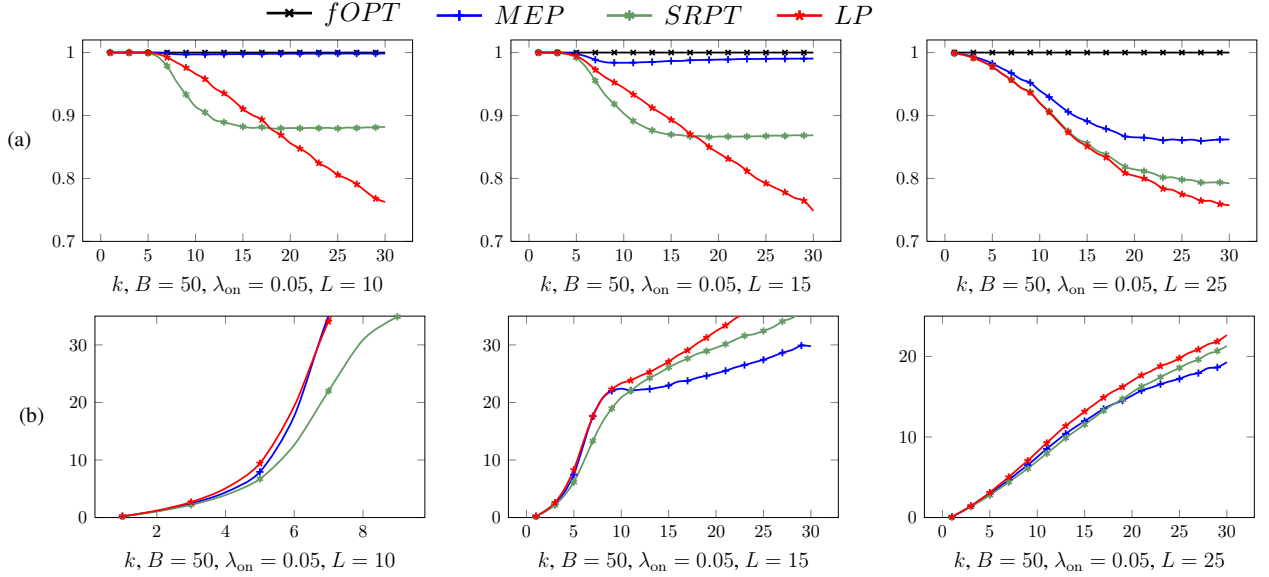 fOPT MEP SRPT LP
(a)
1
0.9
0.8
0.7
0 5 10 15 20 25 30
k, B = 50, λon = 0.05, L = 10
1
0.9
0.8
0.7
0 5 10 15 20 25 30
k, B = 50, λon = 0.05, L = 15
1
0.9
0.8
0.7
0 5 10 15 20 25 30
k, B = 50, λon = 0.05, L = 25
(b)
30
20
10
0
2 4 6 8
k, B = 50, λon = 0.05, L = 10
30
20
10
0
0 5 10 15 20 25 30
k, B = 50, λon = 0.05, L = 15
20
10
0
0 5 10 15 20 25 30
k, B = 50, λon = 0.05, L = 25